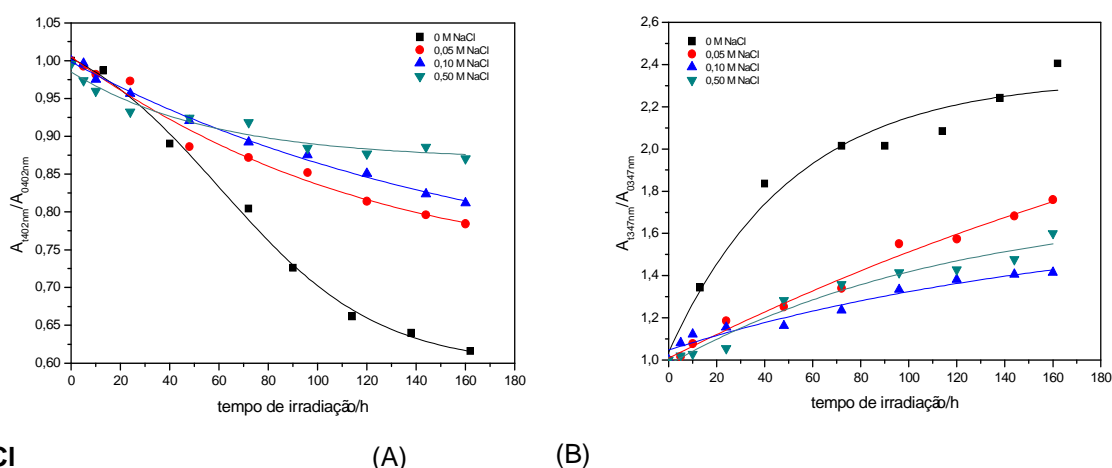 1,05
1,00
0,95
0,90
0,85
0,80
0,75
0,70
0,65
0,60
A t402nm/A 0402nm
0 20 40 60 80 100 120 140 160 180
tempo de irradiação/h
0 M NaCl
0,05 M NaCl
0,10 M NaCl
0,50 M NaCl
2,6
2,4
2,2
2,0
1,8
1,6
1,4
1,2
1,0
A t347nm/A 0347nm
0 20 40 60 80 100 120 140 160 180
tempo de irradiação/h
0 M NaCl
0,05 M NaCl
0,10 M NaCl
0,50 M NaCl
Cl (A) (B)